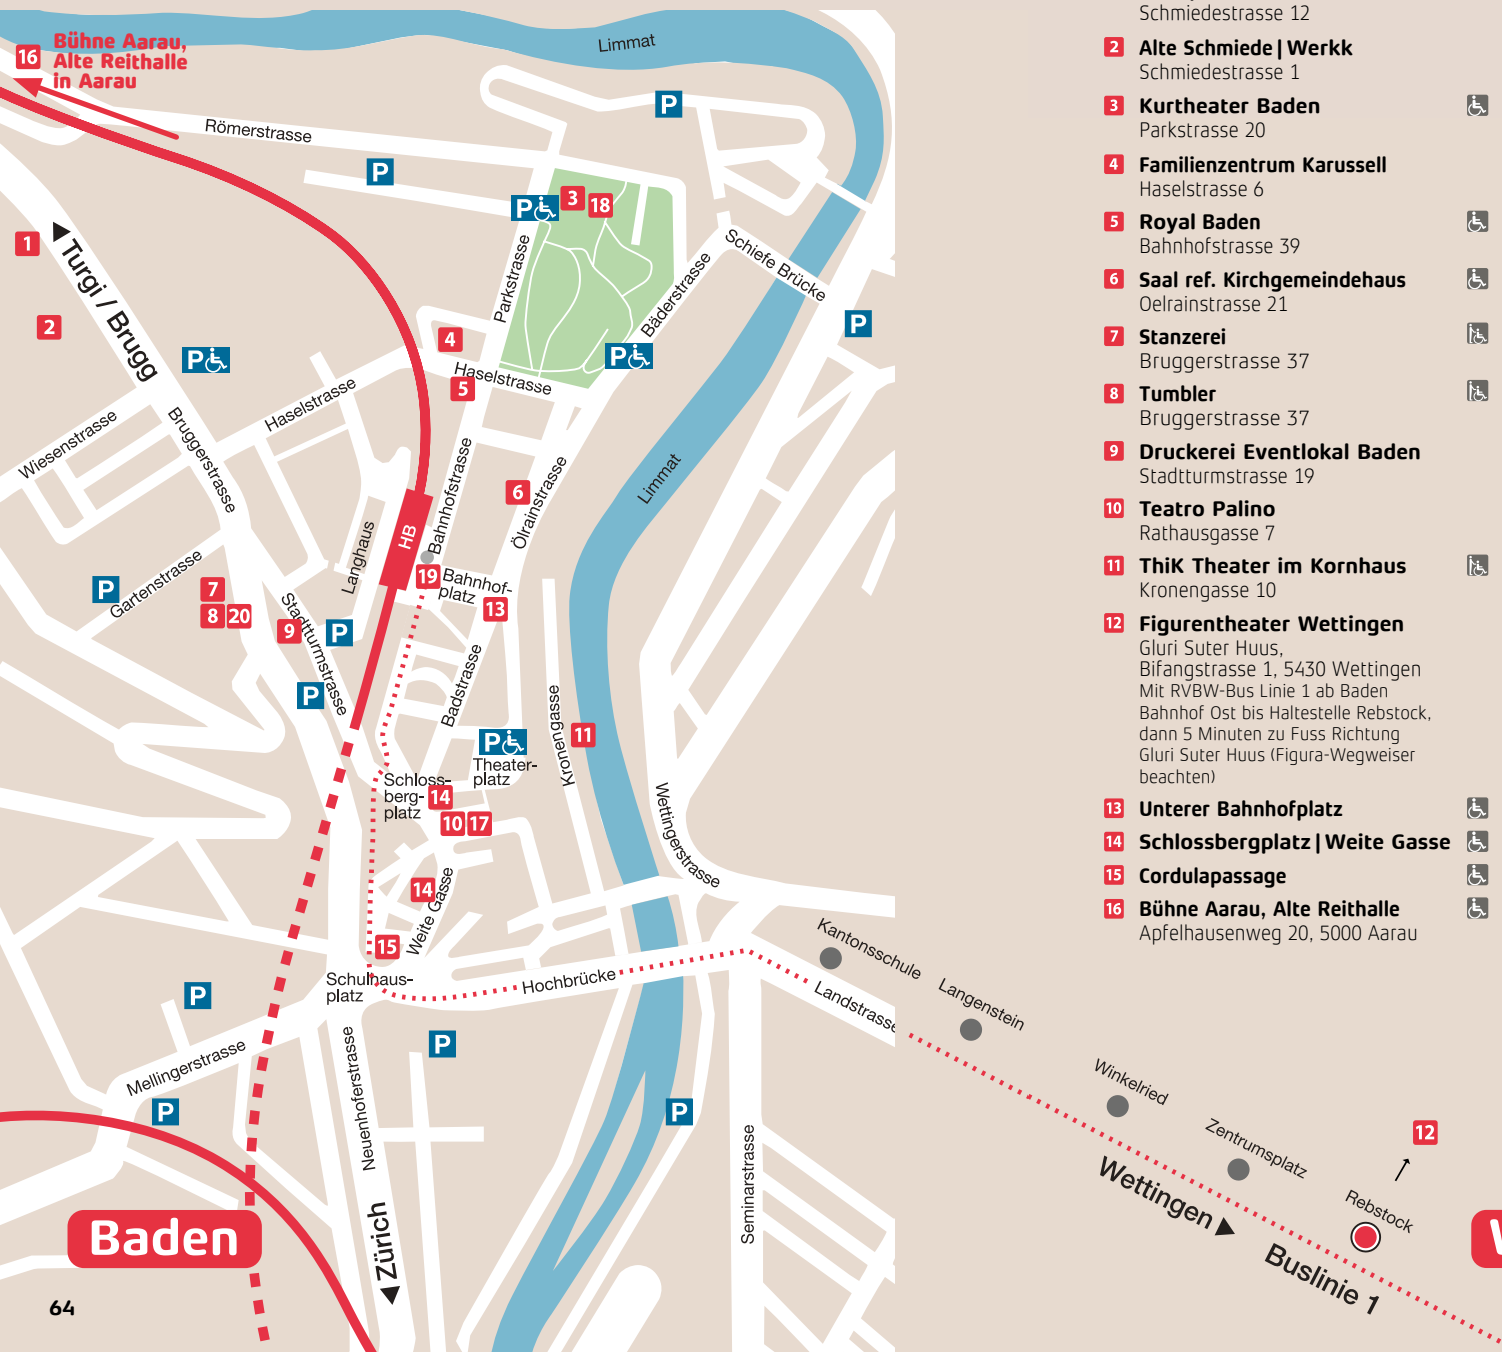 16 Bühne Aarau,
Alte Reithalle
in Aarau
Limmat
P
Römerstrasse
P
P
3
18
1
Turgi / Brugg
Parkstrasse
Schiefe Brücke
Bäderstrasse
2
P
4
P
P
Haselstrasse
5
Haselstrasse
Wiesenstrasse
Bruggerstrasse
Bahnhofstrasse
Limmat
6
Ölrainstrasse
HB
Langhaus
Gartenstrasse
P
7
8 20
Stadtturmstrasse
9
P
19
Bahnhof-
platz
13
P
Badstrasse
Kronengasse
11
P
Theater-
platz
Schloss-
berg-
platz
14
10 17
Wettingerstrasse
14
Weite Gasse
15
Schulhaus-
platz
Hochbrücke
Kantonsschule
Landstrasse
Langenstein
P
P
Mellingerstrasse
P
Neuenhoferstrasse
P
Seminarstrasse
Winkelried
Zentrumsplatz
12
Rebstock
Wettingen
Buslinie 1
Zürich
Baden
64
Schmiedestrasse 12
2 Alte Schmiede | Werkk
Schmiedestrasse 1
3 Kurtheater Baden
Parkstrasse 20
4 Familienzentrum Karussell
Haselstrasse 6
5 Royal Baden
Bahnhofstrasse 39
6 Saal ref. Kirchgemeindehaus
Oelrainstrasse 21
7 Stanzerei
Bruggerstrasse 37
8 Tumbler
Bruggerstrasse 37
9 Druckerei Eventlokal Baden
Stadtturmstrasse 19
10 Teatro Palino
Rathausgasse 7
11 ThiK Theater im Kornhaus
Kronengasse 10
12 Figurentheater Wettingen
Gluri Suter Huus,
Bifangstrasse 1, 5430 Wettingen
Mit RVBW-Bus Linie 1 ab Baden
Bahnhof Ost bis Haltestelle Rebstock,
dann 5 Minuten zu Fuss Richtung
Gluri Suter Huus (Figura-Wegweiser
beachten)
13 Unterer Bahnhofplatz
14 Schlossbergplatz | Weite Gasse
15 Cordulapassage
16 Bühne Aarau, Alte Reithalle
Apfelhausenweg 20, 5000 Aarau